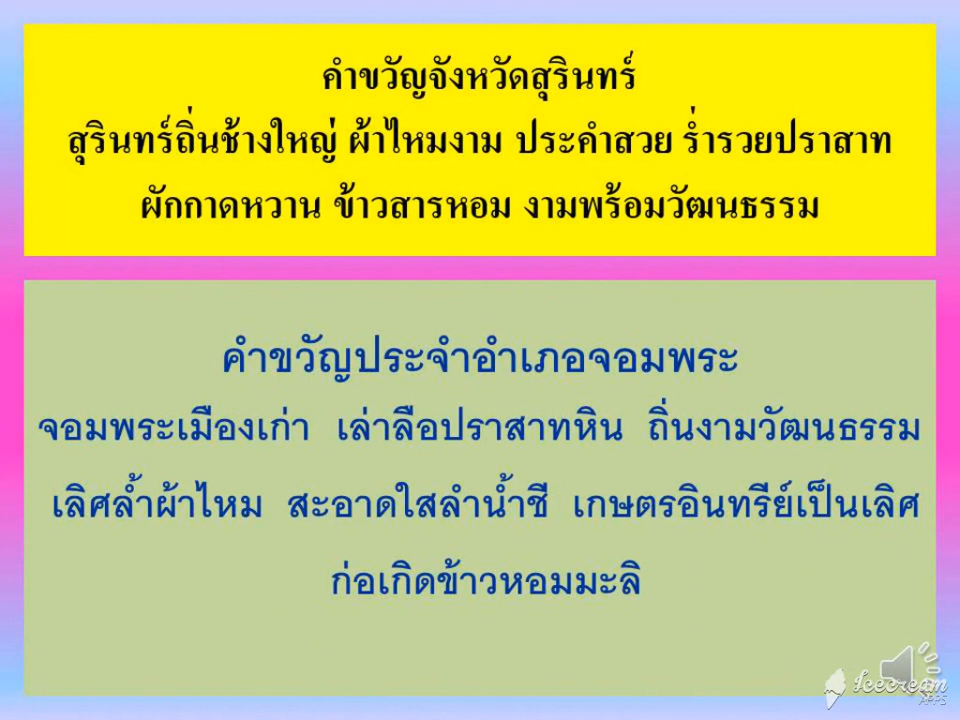 คำขวัญจังหวัดสุรินทร์
สุรินทร์ถิ่นช้างใหญ่ ผ้าไหมงาม ประคำสวย ร่ำรวยปราสาท
ผักกาดหวาน ข้าวสารหอม งามพร้อมวัฒนธรรม
คำขวัญประจำอำเภอจอมพระ
จอมพระเมืองเก่า เล่าลือปราสาทหิน ถิ่นงามวัฒนธรรม
เลิศล้ำผ้าไหม สะอาดใสลำน้ำชี เกษตรอินทรีย์เป็นเลิศ
ก่อเกิดข้าวหอมมะลิ
Icecream
APPS